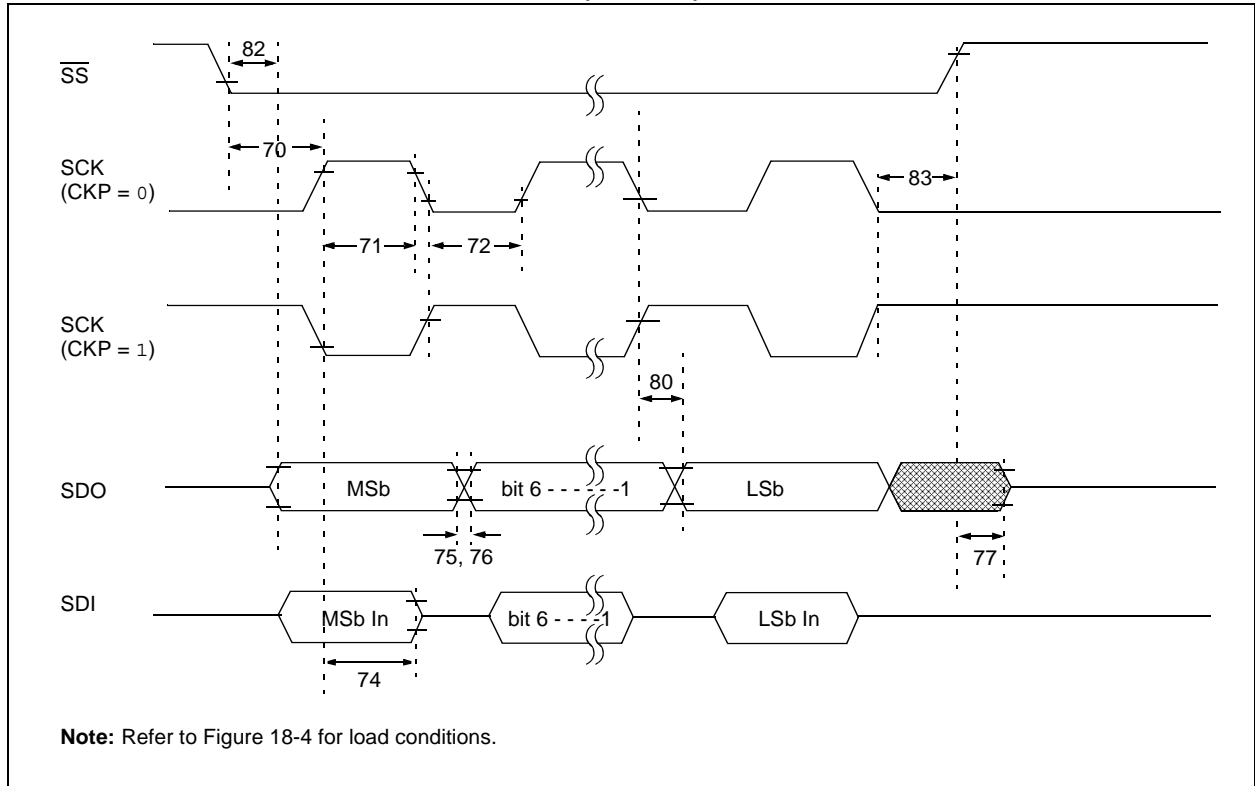 82
SS
70
SCK
(CKP = 0)
83
71
72
SCK
(CKP = 1)
80
SDO
MSb
bit 6 - - - - - -1
LSb
75, 76
77
SDI
MSb In
bit 6 - - - -1
LSb In
74
Note: Refer to Figure 18-4 for load conditions.